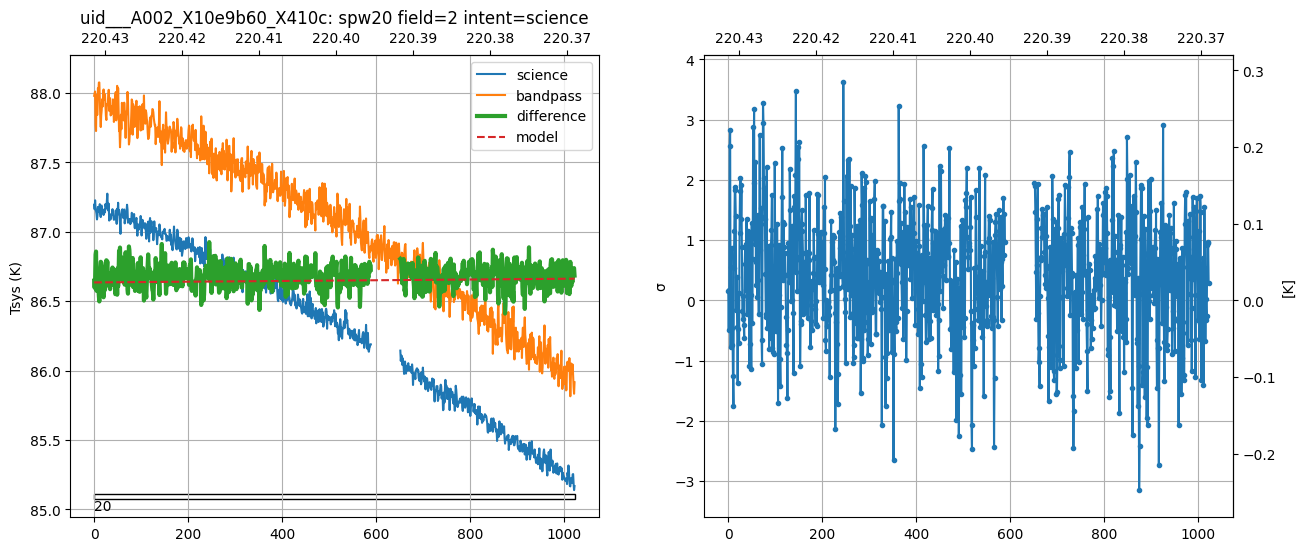 uid___A002_X10e9b60_X410c: spw20 field=2 intent=science
220.43 220.42 220.41 220.40 220.39 220.38 220.37
science
bandpass
difference
model
Tsys (K)
88.0
87.5
87.0
86.5
86.0
85.5
85.0
20
0 200 400 600 800 1000
220.43 220.42 220.41 220.40 220.39 220.38 220.37
σ
4
3
2
1
0
−1
−2
−3
0.3
0.2
0.1
0.0
−0.1
−0.2
[K]
0 200 400 600 800 1000